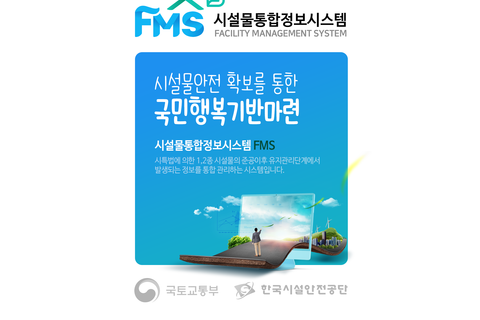 FMS 시설물통합정보시스템
FACILITY MANAGEMENT SYSTEM
시설물안전 확보를 통한
국민행복기반마련
시설물통합정보시스템 FMS
시특법에 의한 1,2종 시설물의 준공이후 유지관리단계에서
발생되는 정보를 통합 관리하는 시스템입니다.
국토교통부 한국시설안전공단